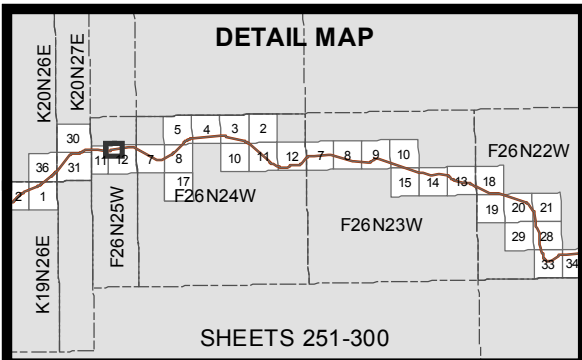 DETAIL MAP
K20N26E
K20N27E
5 4 3 2
30
36 31 11 12 7 8 10 11 12 7 8 9 10
F26N22W
2 1
17
F26N24W
15 14 13 18
19 20 21
F26N25W
F26N23W
29 28
K19N26E
33 34
SHEETS 251-300